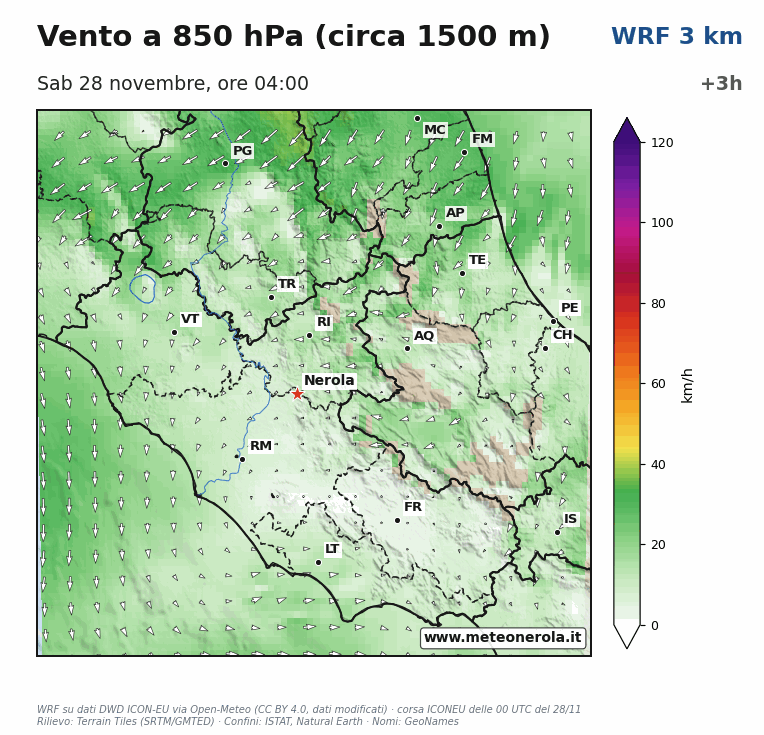 Vento a 850 hPa (circa 1500 m)
WRF 3 km
Sab 28 novembre, ore 04:00
+3h
MC
FM
PG
AP
TE
TR
PE
VT
RI
AQ
CH
Nerola
RM
FR
IS
LT
www.meteonerola.it
120
100
80
60
40
20
0
km/h
WRF su dati DWD ICON-EU via Open-Meteo (CC BY 4.0, dati modificati) · corsa ICONEU delle 00 UTC del 28/11
Rilievo: Terrain Tiles (SRTM/GMTED) · Confini: ISTAT, Natural Earth · Nomi: GeoNames